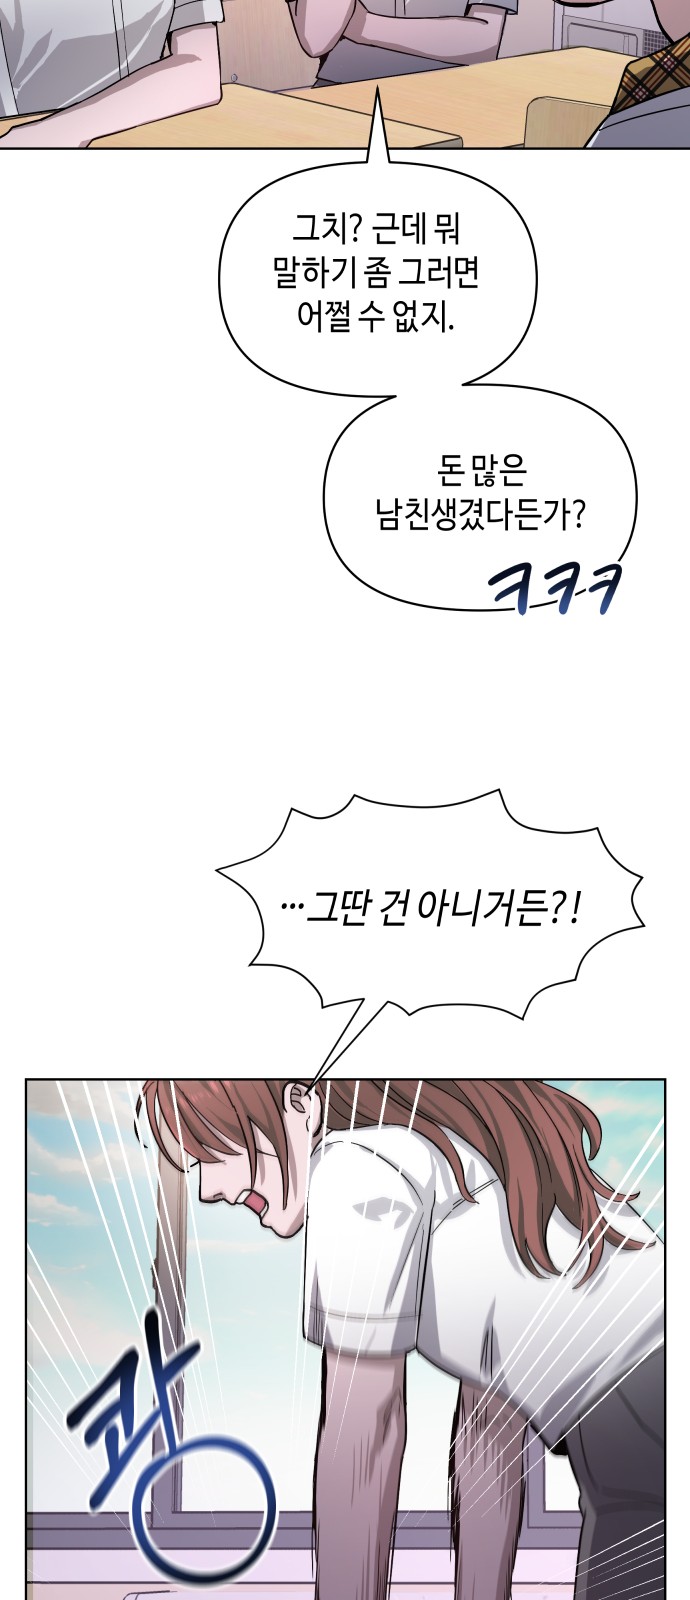 그치? 근데 뭐
말하기 좀 그러면
어쩔 수 없지.
돈 많은
남친생겼다든가?
ㅋㅋㅋ
…그딴 건 아니거든?!
쾅